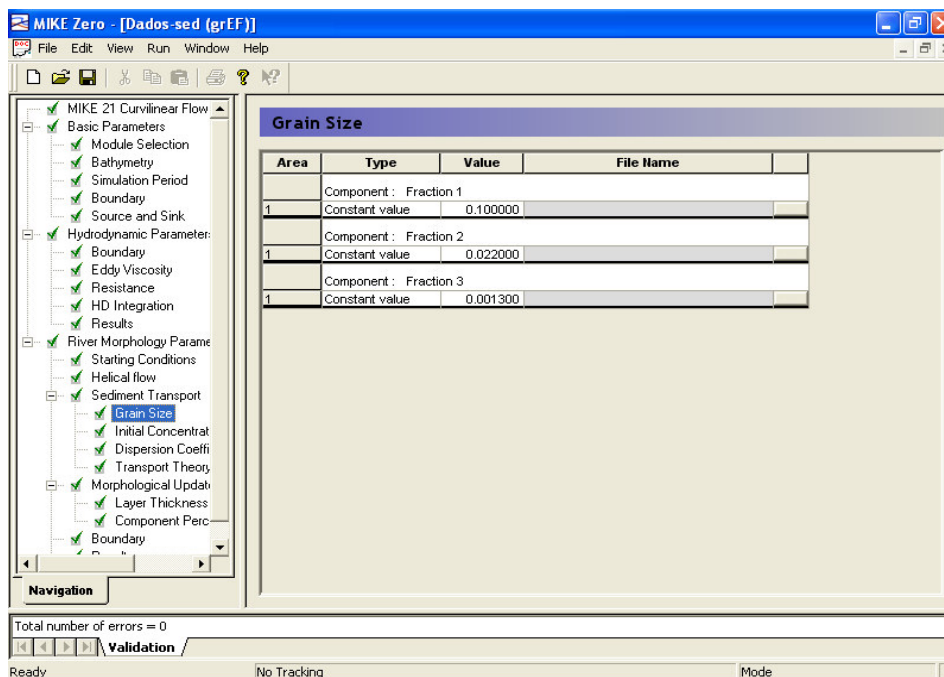 MIKE Zero - [Dados-sed (grEF)]
File Edit View Run Window Help
MIKE 21 Curvilinear Flow
Basic Parameters
Module Selection
Bathymetry
Simulation Period
Boundary
Source and Sink
Hydrodynamic Parameter
Boundary
Eddy Viscosity
Resistance
HD Integration
Results
River Morphology Parame
Starting Conditions
Helical flow
Sediment Transport
Grain Size
Initial Concentrat
Dispersion Coeffi
Transport Theory
Morphological Updat
Layer Thickness
Component Perc
Boundary
Navigation
Grain Size
Area Type Value File Name
Component : Fraction 1
1 Constant value 0.100000
Component : Fraction 2
1 Constant value 0.022000
Component : Fraction 3
1 Constant value 0.001300
Total number of errors = 0
Validation
Ready No Tracking Mode